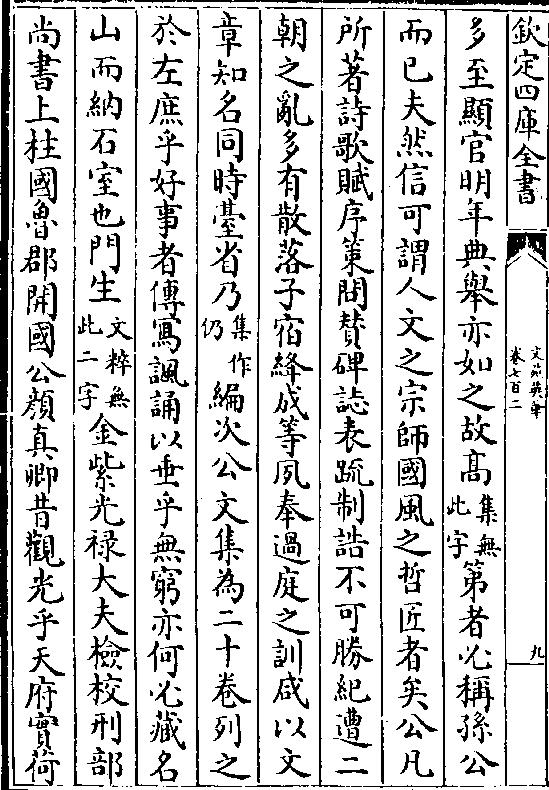 欽定四庫全書
文苑英華
卷七百二
九
多至顯官明年典舉亦如之故髙集無此字第者必稱孫公
而已夫然信可謂人文之宗師國風之哲匠者矣公凡
所著詩歌賦序策問贊碑誌表疏制誥不可勝紀遭二
朝之亂多有散落子宿絳成等夙奉過庭之訓咸以文
章知名同時臺省乃集作仍編次公文集為二十卷列之
於左庶乎好事者傳寫諷誦以垂乎無窮亦何必藏名
山而納石室也門生文粹無此二字金紫光禄大夫檢校刑部
尚書上柱國魯郡開國公顔真卿昔觀光乎天府實荷